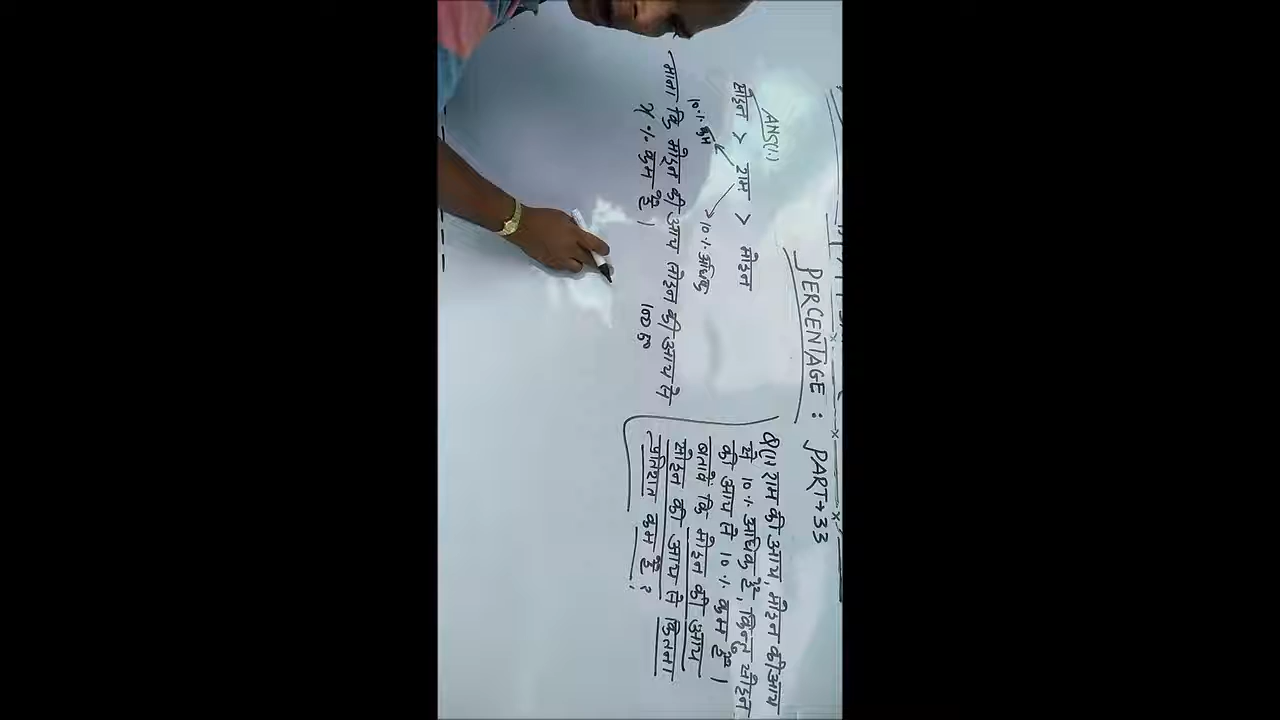 PERCENTAGE : PART→33
Q(1) राम की आय, मोहन की आय
से 10% अधिक है, किन्तु सोहन
की आय से 10% कम है।
बतावें कि मोहन की आय
सोहन की आय से कितना
प्रतिशत कम है?
ANS(1)
सोहन > राम > मोहन
10% कम
10% अधिक
माना कि मोहन की आय सोहन की आय से
x% कम है।
100 रु